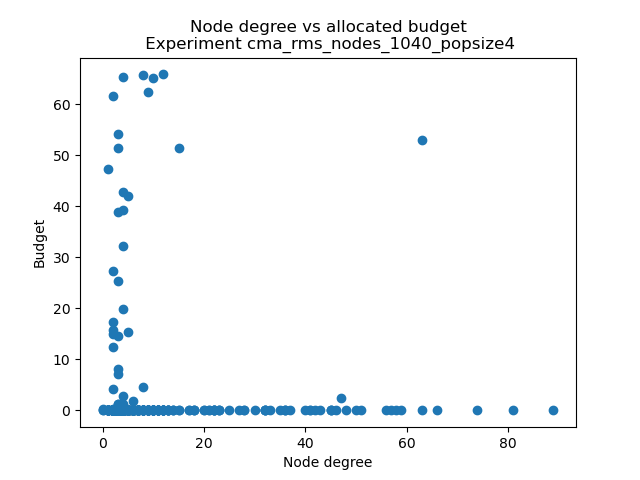 Node degree vs allocated budget
Experiment cma_rms_nodes_1040_popsize4
60
50
40
30
20
10
0
Budget
0 20 40 60 80
Node degree